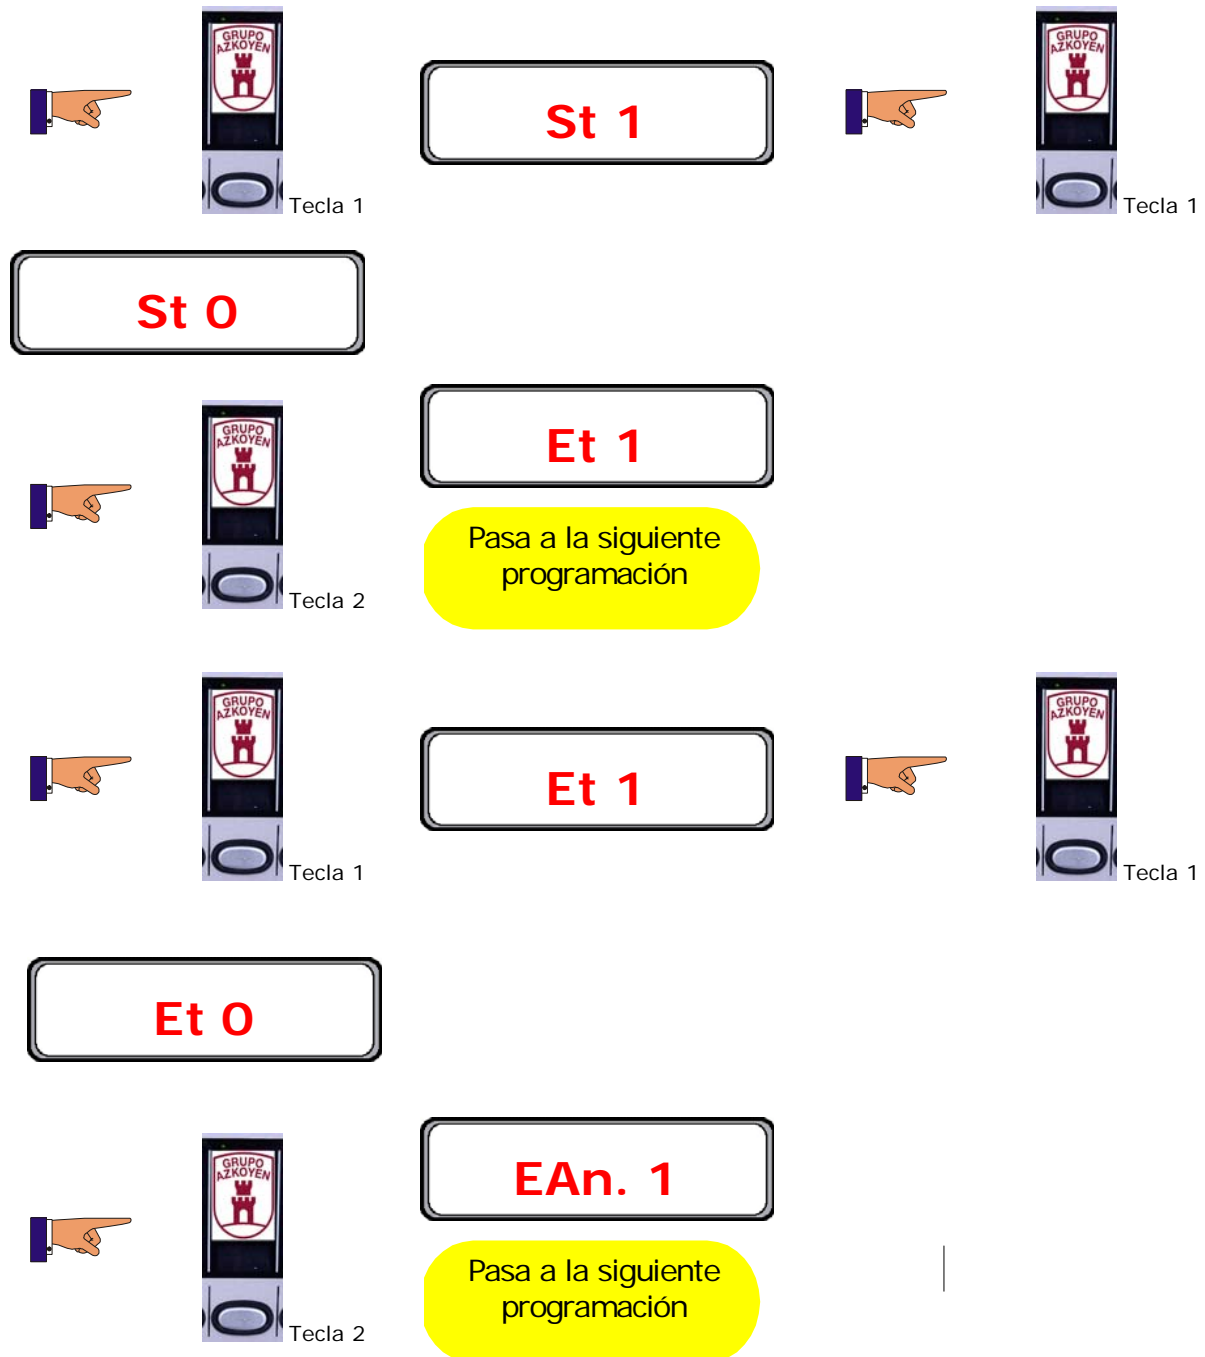 GRUPO
AZKOYEN
Tecla 1
St 1
GRUPO
AZKOYEN
Tecla 1
St 0
GRUPO
AZKOYEN
Tecla 2
Et 1
Pasa a la siguiente
programación
GRUPO
AZKOYEN
Tecla 1
Et 1
GRUPO
AZKOYEN
Tecla 1
Et 0
GRUPO
AZKOYEN
Tecla 2
EAn. 1
Pasa a la siguiente
programación